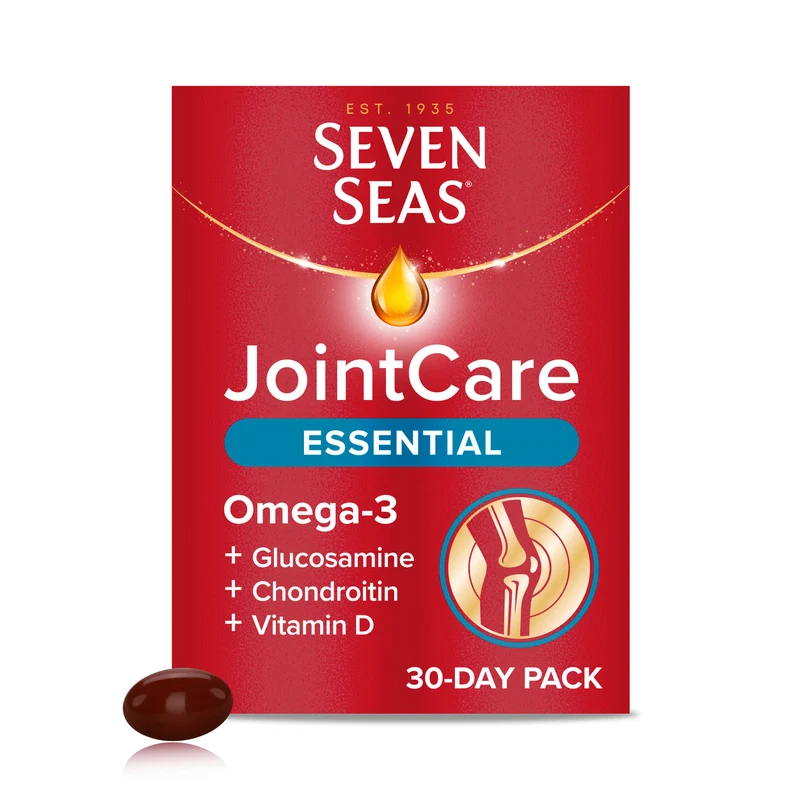 EST. 1935
SEVEN
SEAS®
JointCare
ESSENTIAL
Omega-3
+ Glucosamine
+ Chondroitin
+ Vitamin D
30-DAY PACK